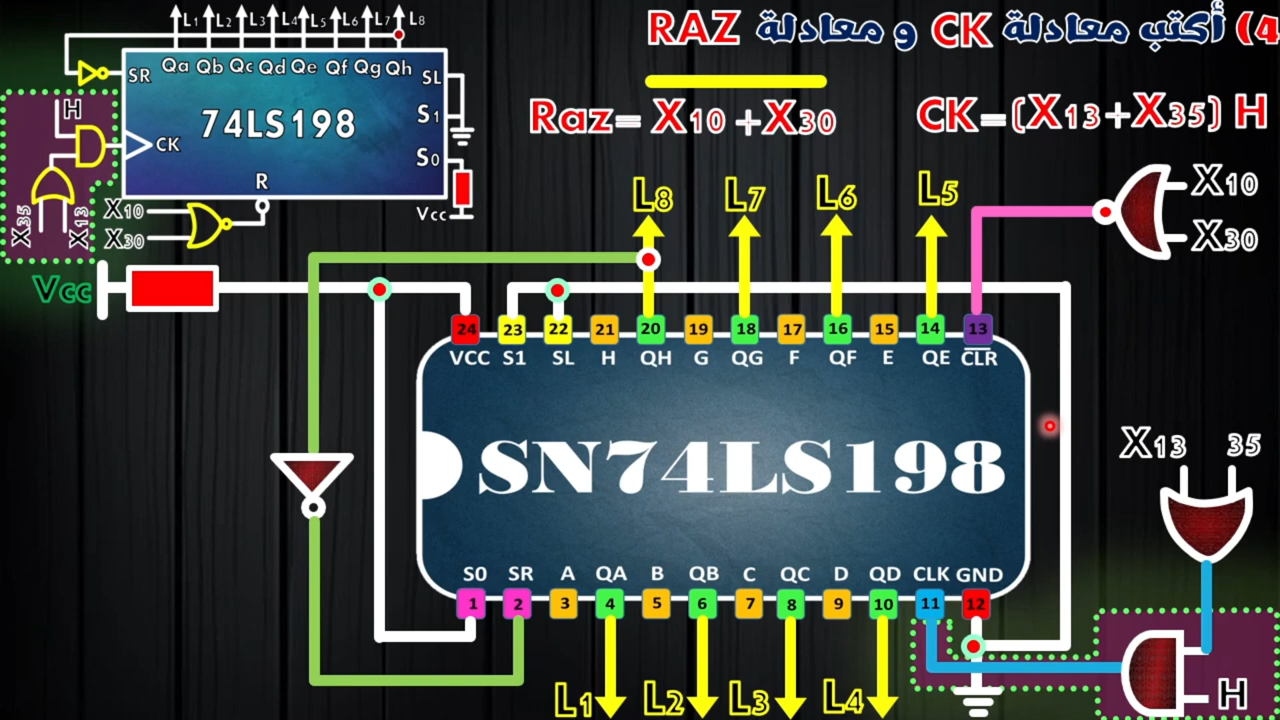 4) أكتب معادلة CK و معادلة RAZ
Raz= X10 +X30
CK=(X13+X35) H
L1 L2 L3 L4 L5 L6 L7 L8
SR Qa Qb Qc Qd Qe Qf Qg Qh SL
74LS198
S1
H
CK
S0
R
Vcc
X35 X13
X10
X30
Vcc
L8 L7 L6 L5
X10
X30
24 23 22 21 20 19 18 17 16 15 14 13
VCC S1 SL H QH G QG F QF E QE CLR
SN74LS198
X13 35
S0 SR A QA B QB C QC D QD CLK GND
1 2 3 4 5 6 7 8 9 10 11 12
H
L1 L2 L3 L4